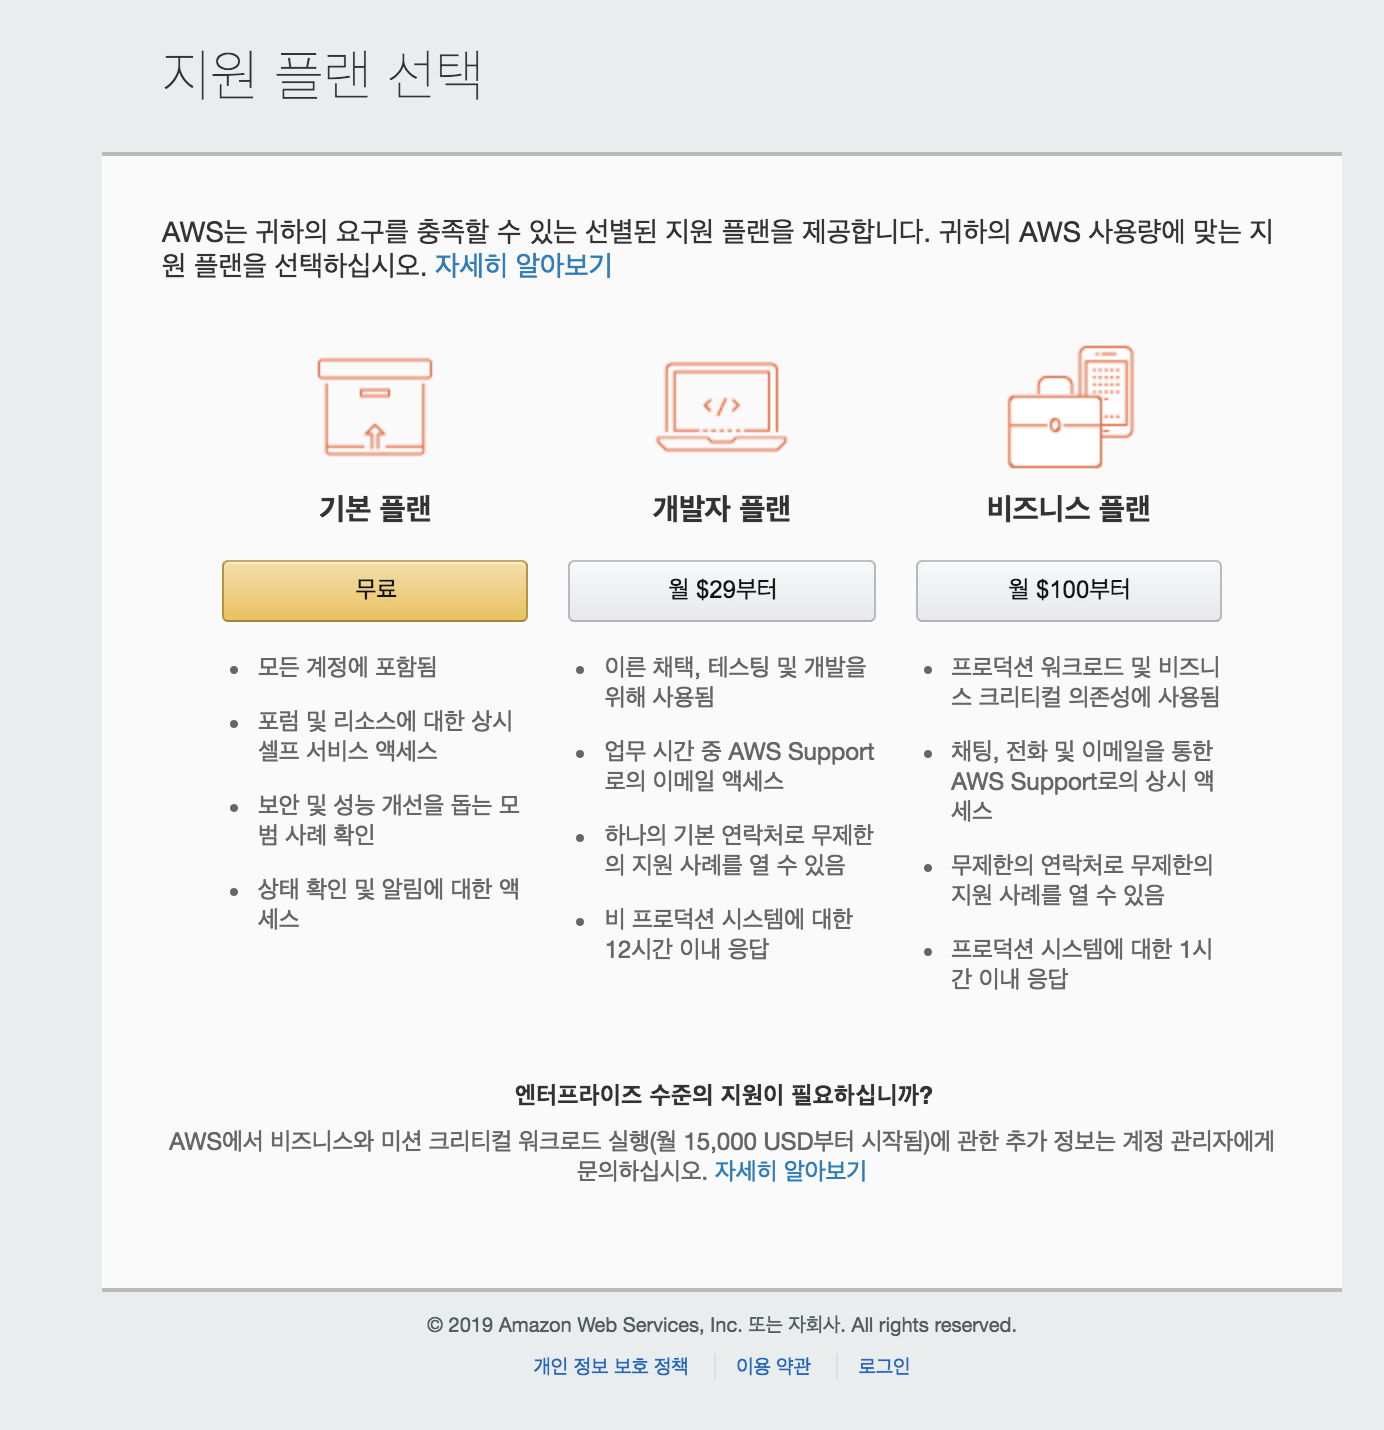 지원 플랜 선택
AWS는 귀하의 요구를 충족할 수 있는 선별된 지원 플랜을 제공합니다. 귀하의 AWS 사용량에 맞는 지
원 플랜을 선택하십시오. 자세히 알아보기
</>
기본 플랜
무료
모든 계정에 포함됨
포럼 및 리소스에 대한 상시
셀프 서비스 액세스
보안 및 성능 개선을 돕는 모
범 사례 확인
상태 확인 및 알림에 대한 액
세스
개발자 플랜
월 $29부터
이른 채택, 테스팅 및 개발을
위해 사용됨
업무 시간 중 AWS Support
로의 이메일 액세스
하나의 기본 연락처로 무제한
의 지원 사례를 열 수 있음
비 프로덕션 시스템에 대한
12시간 이내 응답
비즈니스 플랜
월 $100부터
프로덕션 워크로드 및 비즈니
스 크리티컬 의존성에 사용됨
채팅, 전화 및 이메일을 통한
AWS Support로의 상시 액
세스
무제한의 연락처로 무제한의
지원 사례를 열 수 있음
프로덕션 시스템에 대한 1시
간 이내 응답
엔터프라이즈 수준의 지원이 필요하십니까?
AWS에서 비즈니스와 미션 크리티컬 워크로드 실행(월 15,000 USD부터 시작됨)에 관한 추가 정보는 계정 관리자에게
문의하십시오. 자세히 알아보기
© 2019 Amazon Web Services, Inc. 또는 자회사. All rights reserved.
개인 정보 보호 정책 이용 약관 로그인